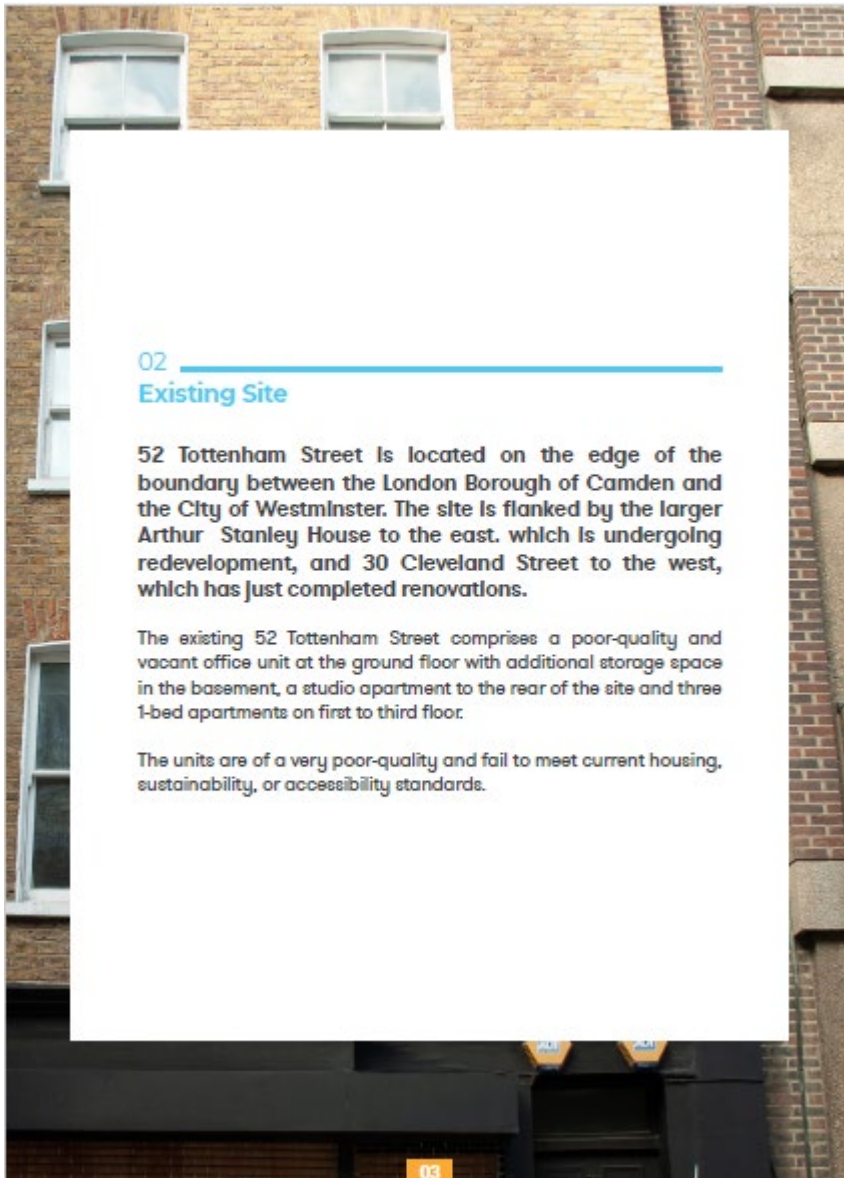 02
Existing Site
52 Tottenham Street is located on the edge of the
boundary between the London Borough of Camden and
the City of Westminster. The site is flanked by the larger
Arthur Stanley House to the east. which is undergoing
redevelopment, and 30 Cleveland Street to the west,
which has just completed renovations.
The existing 52 Tottenham Street comprises a poor-quality and
vacant office unit at the ground floor with additional storage space
in the basement, a studio apartment to the rear of the site and three
1-bed apartments on first to third floor.
The units are of a very poor-quality and fail to meet current housing,
sustainability, or accessibility standards.
03